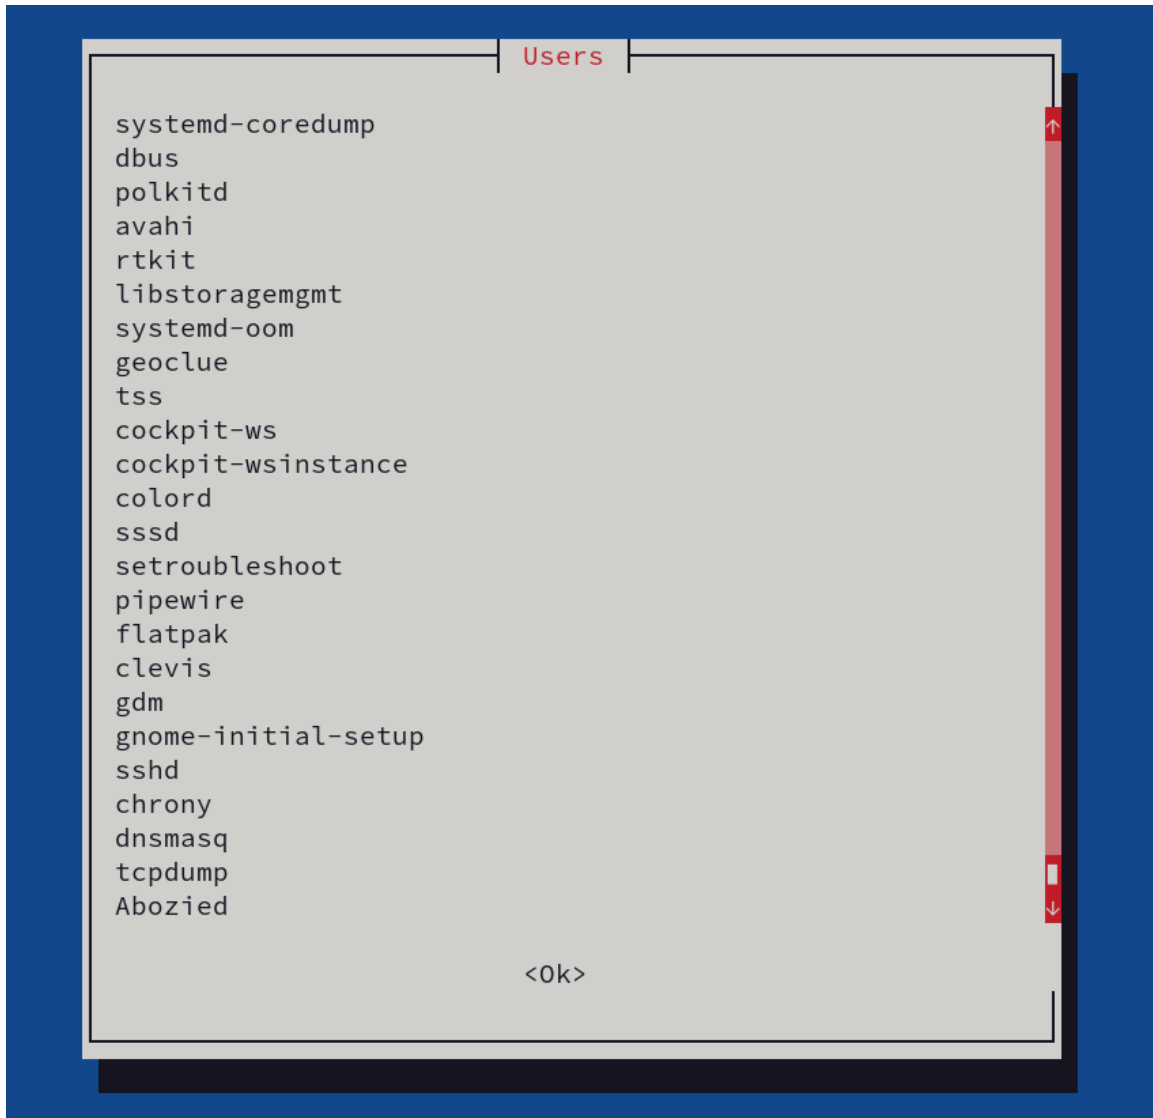 Users
systemd-coredump
dbus
polkitd
avahi
rtkit
libstoragemgmt
systemd-oom
geoclue
tss
cockpit-ws
cockpit-wsinstance
colord
sssd
setroubleshoot
pipewire
flatpak
clevis
gdm
gnome-initial-setup
sshd
chrony
dnsmasq
tcpdump
Abozied
<Ok>